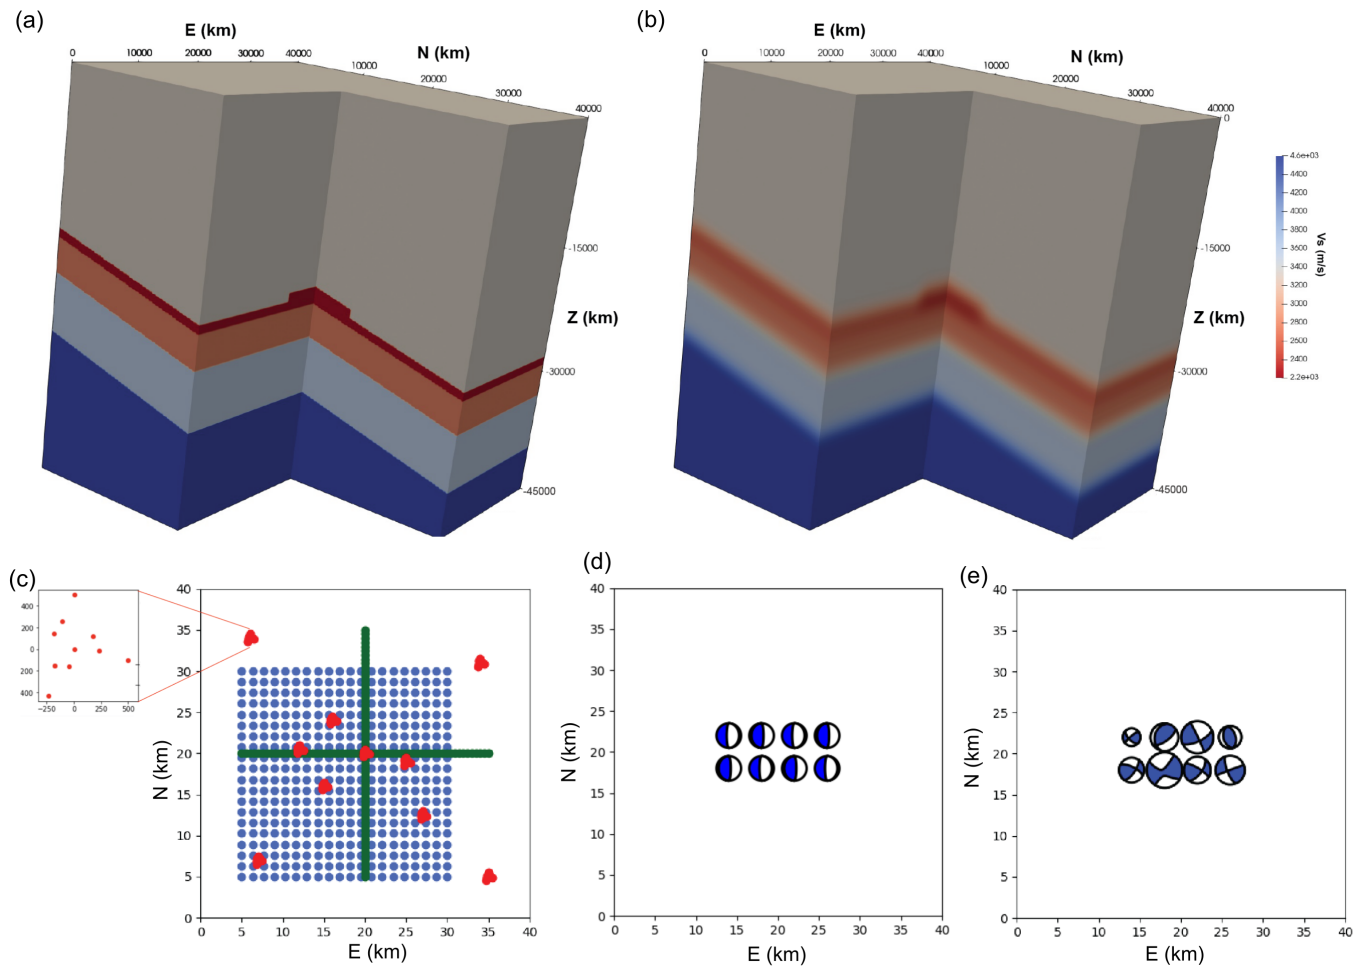 (a)
E (km)
N (km)
0 10000 20000 30000 40000
10000
20000
30000
40000
-15000
Z (km)
-30000
-45000
(b)
E (km)
N (km)
0 10000 20000 30000 40000
10000
20000
30000
40000
0
-15000
Z (km)
-30000
-45000
4.6e+03
4400
4200
4000
3800
3600
3400
3200
3000
2800
2600
2400
2.2e+03
Vs (m/s)
(c)
400
200
0
200
400
-250 0 250 500
40
35
30
25
20
15
10
5
0
N (km)
0 5 10 15 20 25 30 35 40
E (km)
(d)
40
35
30
25
20
15
10
5
0
N (km)
0 5 10 15 20 25 30 35 40
E (km)
(e)
40
35
30
25
20
15
10
5
0
N (km)
0 5 10 15 20 25 30 35 40
E (km)